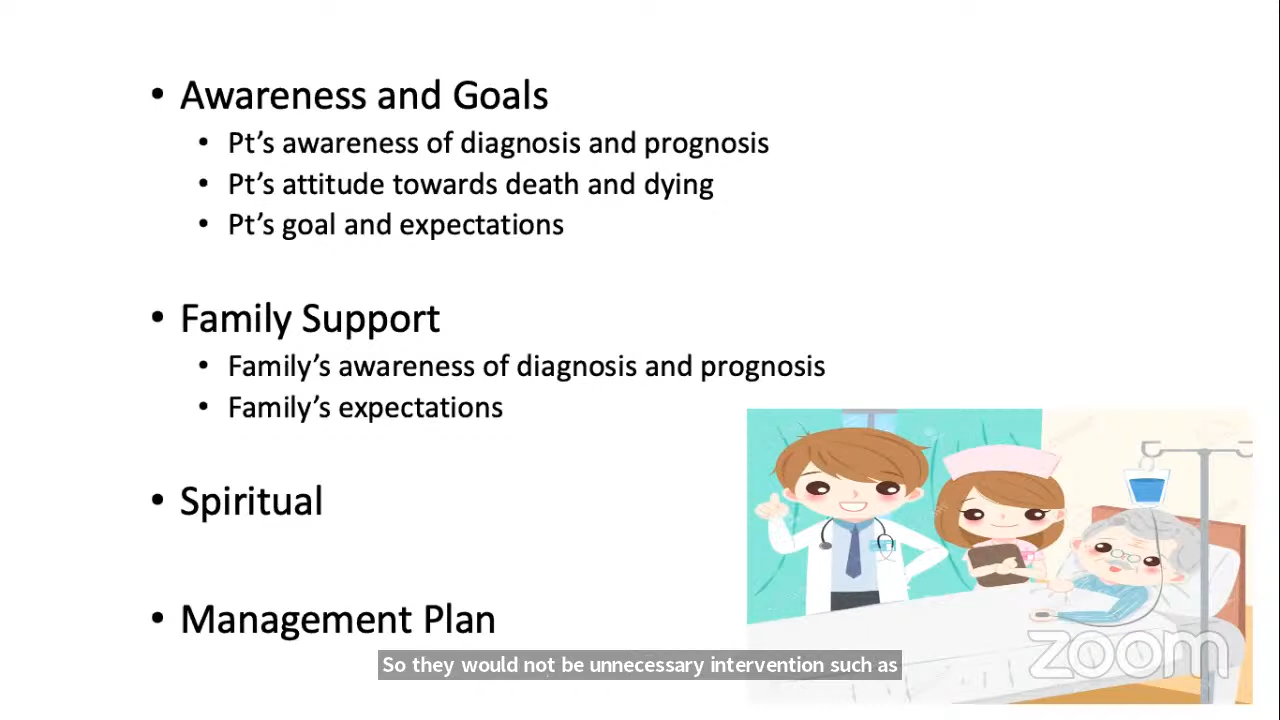 • Awareness and Goals
• Pt's awareness of diagnosis and prognosis
• Pt's attitude towards death and dying
• Pt's goal and expectations
• Family Support
• Family's awareness of diagnosis and prognosis
• Family's expectations
• Spiritual
• Management Plan
So they would not be unnecessary intervention such as
zoom